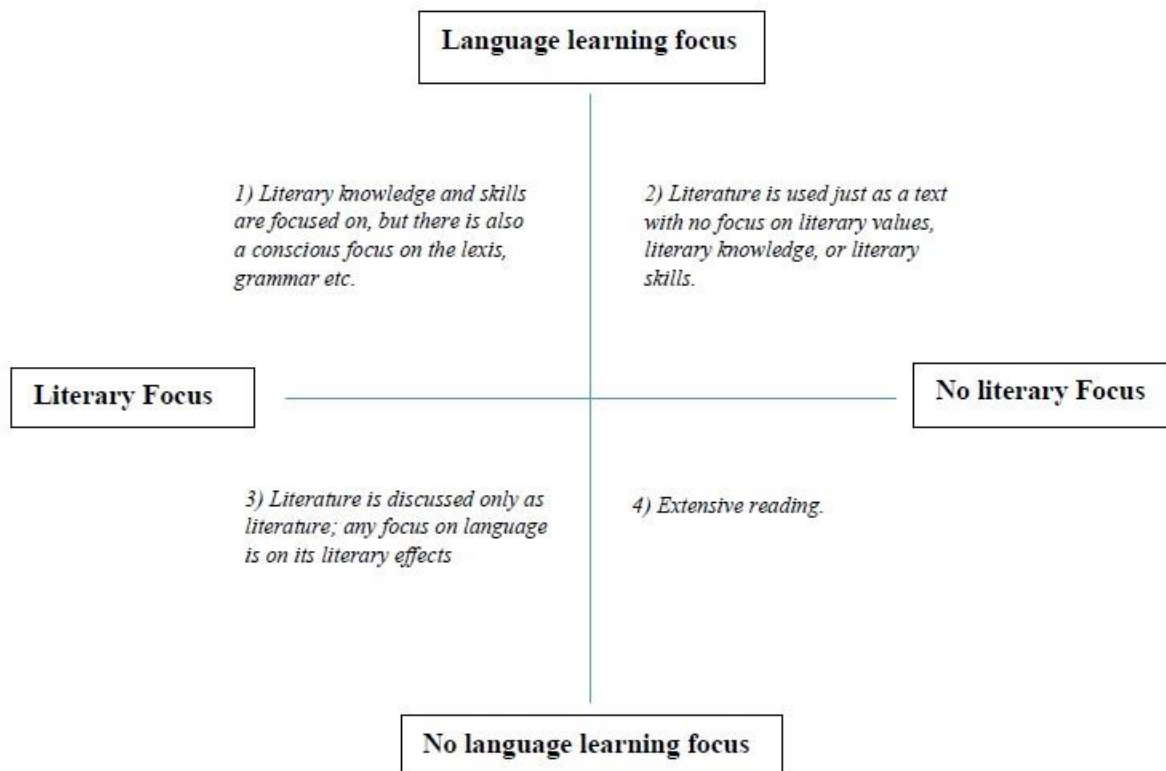 Language learning focus
1) Literary knowledge and skills
are focused on, but there is also
a conscious focus on the lexis,
grammar etc.
2) Literature is used just as a text
with no focus on literary values,
literary knowledge, or literary
skills.
Literary Focus
No literary Focus
3) Literature is discussed only as
literature; any focus on language
is on its literary effects
4) Extensive reading.
No language learning focus